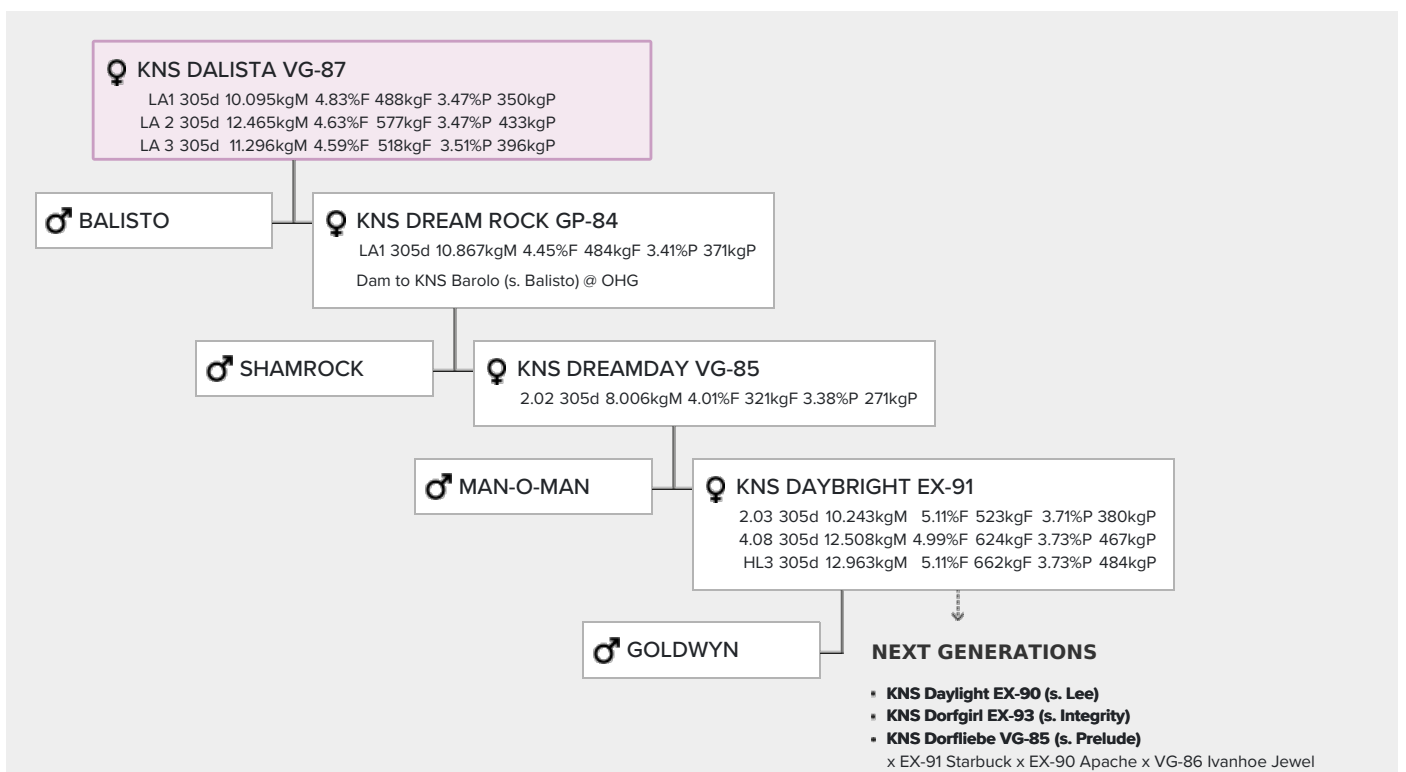 KNS DALISTA VG-87
LA1 305d 10.095kgM 4.83%F 488kgF 3.47%P 350kgP
LA 2 305d 12.465kgM 4.63%F 577kgF 3.47%P 433kgP
LA 3 305d 11.296kgM 4.59%F 518kgF 3.51%P 396kgP
BALISTO
KNS DREAM ROCK GP-84
LA1 305d 10.867kgM 4.45%F 484kgF 3.41%P 371kgP
Dam to KNS Barolo (s. Balisto) @ OHG
SHAMROCK
KNS DREAMDAY VG-85
2.02 305d 8.006kgM 4.01%F 321kgF 3.38%P 271kgP
MAN-O-MAN
KNS DAYBRIGHT EX-91
2.03 305d 10.243kgM 5.11%F 523kgF 3.71%P 380kgP
4.08 305d 12.508kgM 4.99%F 624kgF 3.73%P 467kgP
HL3 305d 12.963kgM 5.11%F 662kgF 3.73%P 484kgP
GOLDWYN
NEXT GENERATIONS
KNS Daylight EX-90 (s. Lee)
KNS Dorfgirl EX-93 (s. Integrity)
KNS Dorfliebe VG-85 (s. Prelude)
x EX-91 Starbuck x EX-90 Apache x VG-86 Ivanhoe Jewel